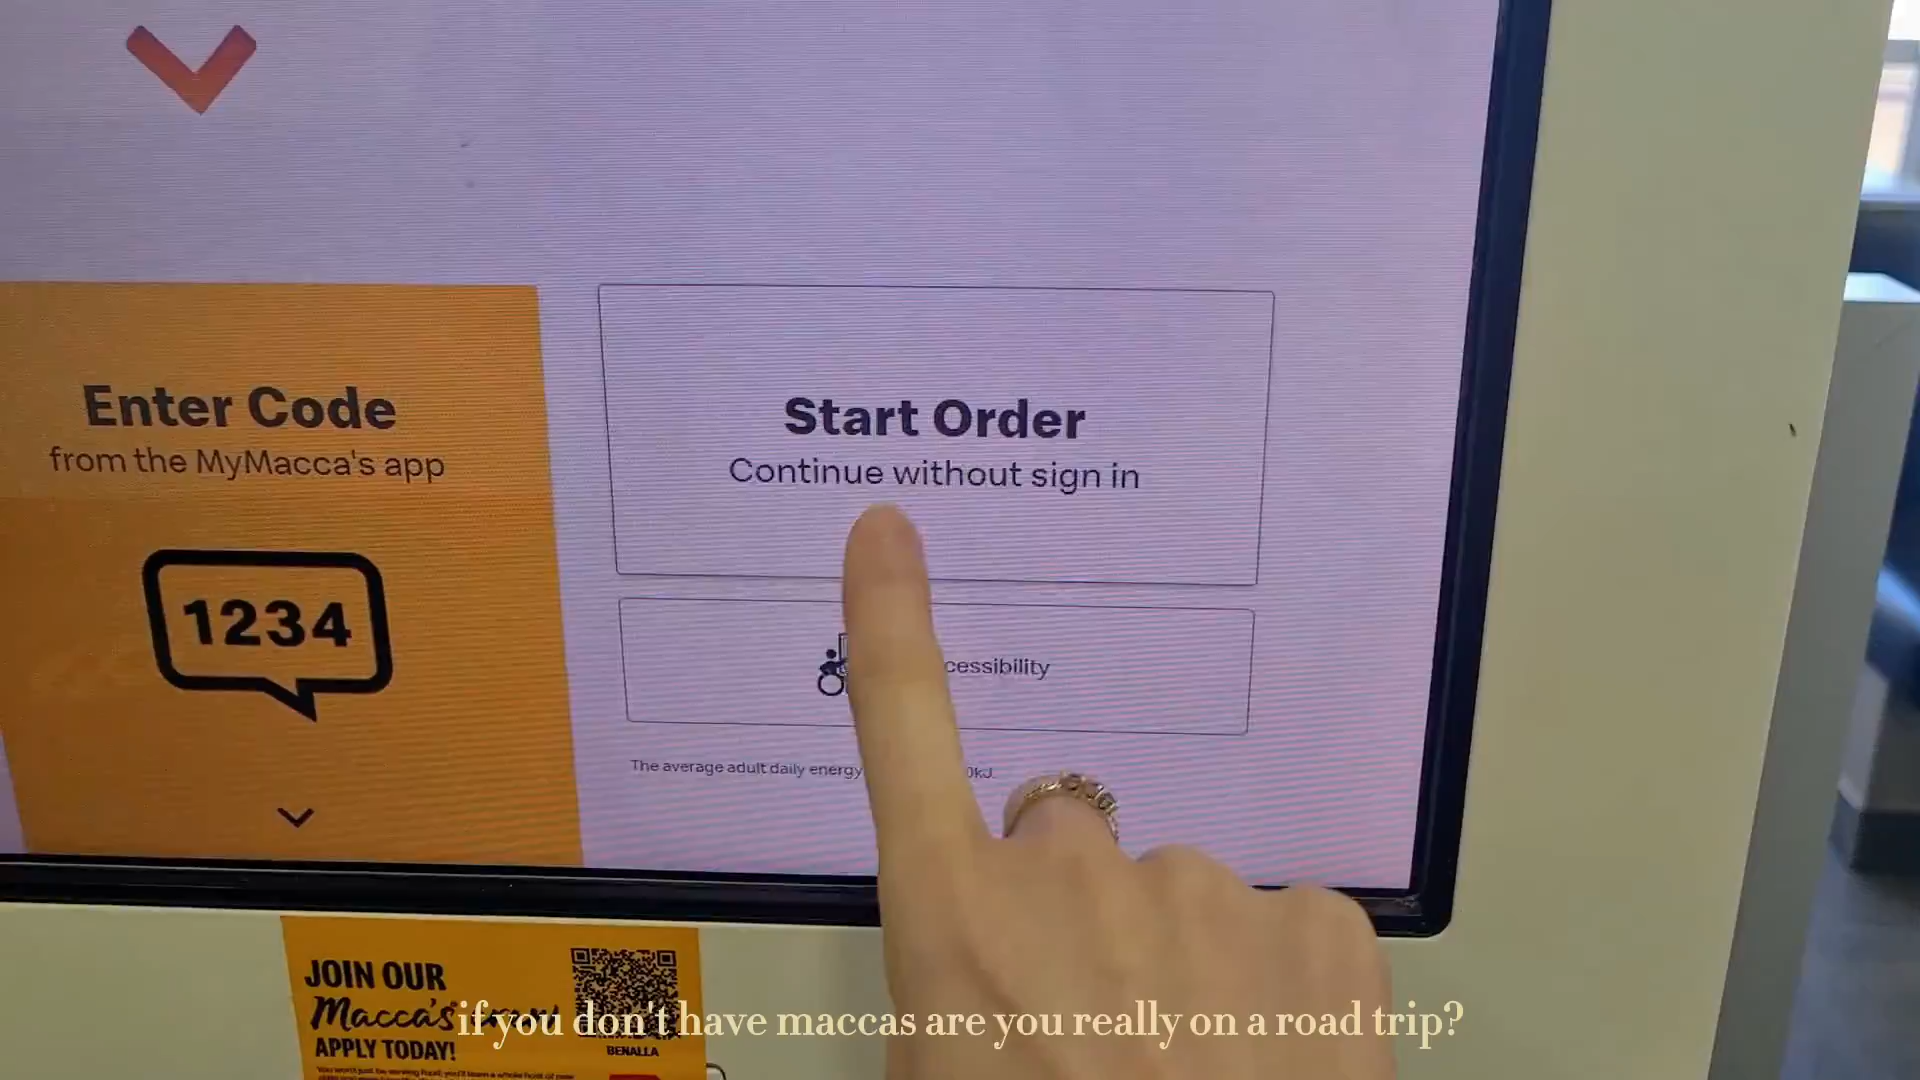 Enter Code
from the MyMacca's app
1234
Start Order
Continue without sign in
cessibility
The average adult daily energy
0kJ.
JOIN OUR
Macca's
APPLY TODAY!
BENALLA
if you don't have maccas are you really on a road trip?